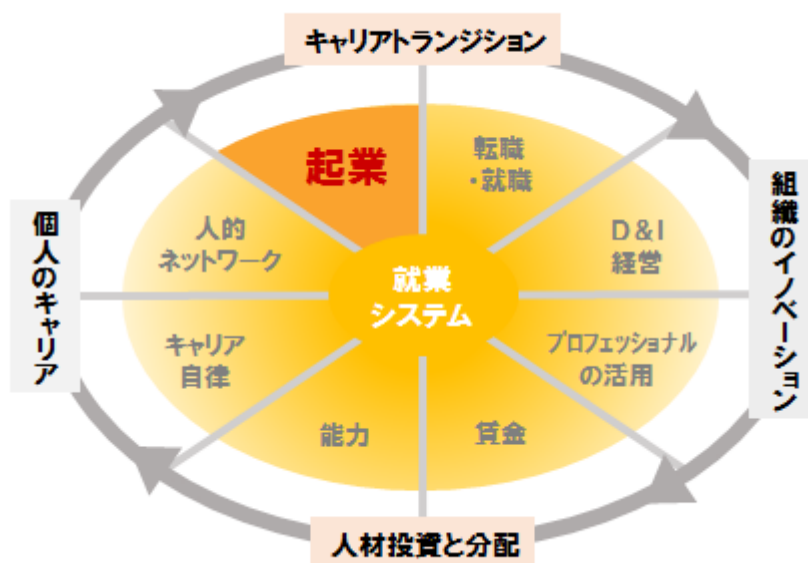 キャリアトランジション
起業
転職
・就職
組織のイノベーション
個人のキャリア
人的
ネットワーク
D&I
経営
就業
システム
キャリア
自律
プロフェッショナル
の活用
能力
賃金
人材投資と分配